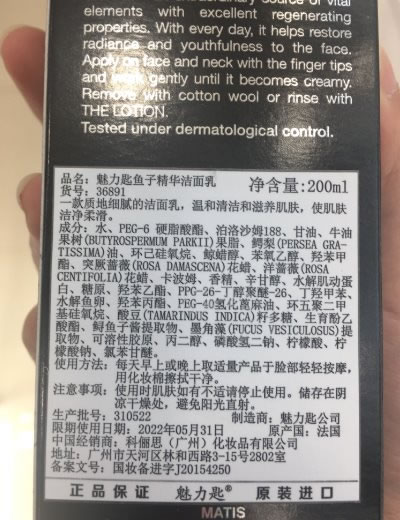 elements with excellent regenerating
properties. With every day, it helps restore
radiance and youthfulness to the face.
Apply on face and neck with the finger tips
and work gently until it becomes creamy.
Remove with cotton wool or rinse with
THE LOTION.
Tested under dermatological control.
品名：魅力匙鱼子精华洁面乳 净含量:200ml
货号：36891
一款质地细腻的洁面乳，温和清洁和滋养肌肤，使肌肤
洁净柔滑。
成分：水、PEG-6 硬脂酸酯、泊洛沙姆188、甘油、牛油
果树(BUTYROSPERMUM PARKII)果脂、鳄梨(PERSEA GRA-
TISSIMA)油、环己硅氧烷、鲸蜡醇、苯氧乙醇、羟苯甲
酯、突厥蔷薇(ROSA DAMASCENA)花蜡、洋蔷薇(ROSA
CENTIFOLIA)花蜡、卡波姆、香精、辛甘醇、水解肌动蛋
白、糖原、羟苯乙酯、PPG-26-丁醇聚醚-26、丁羟甲苯、
水解鱼卵、羟苯丙酯、PEG-40氢化蓖麻油、环五聚二甲
基硅氧烷、酸豆(TAMARINDUS INDICA)籽多糖、生育酚乙
酸酯、鲟鱼子酱提取物、墨角藻(FUCUS VESICULOSUS)提
取物、可溶性胶原、丙二醇、磷酸氢二钠、柠檬酸、柠
檬酸钠、氯苯甘醚。
使用方法：每天早上或晚上取适量产品于脸部轻轻按摩，
用化妆棉擦拭干净。
注意事项：使用时肌肤如有不适请停止使用。储存在阴
凉干燥处，避免阳光直射。
生产批号：310522 制造商：魅力匙公司
限期使用日期：2022年05月31日 原产国：法国
中国经销商：科俪思（广州）化妆品有限公司
地址：广州市天河区林和西路3-15号2802室
备案文号：国妆备进字J20154250
正品保证 魅力匙® 原装进口
MATIS